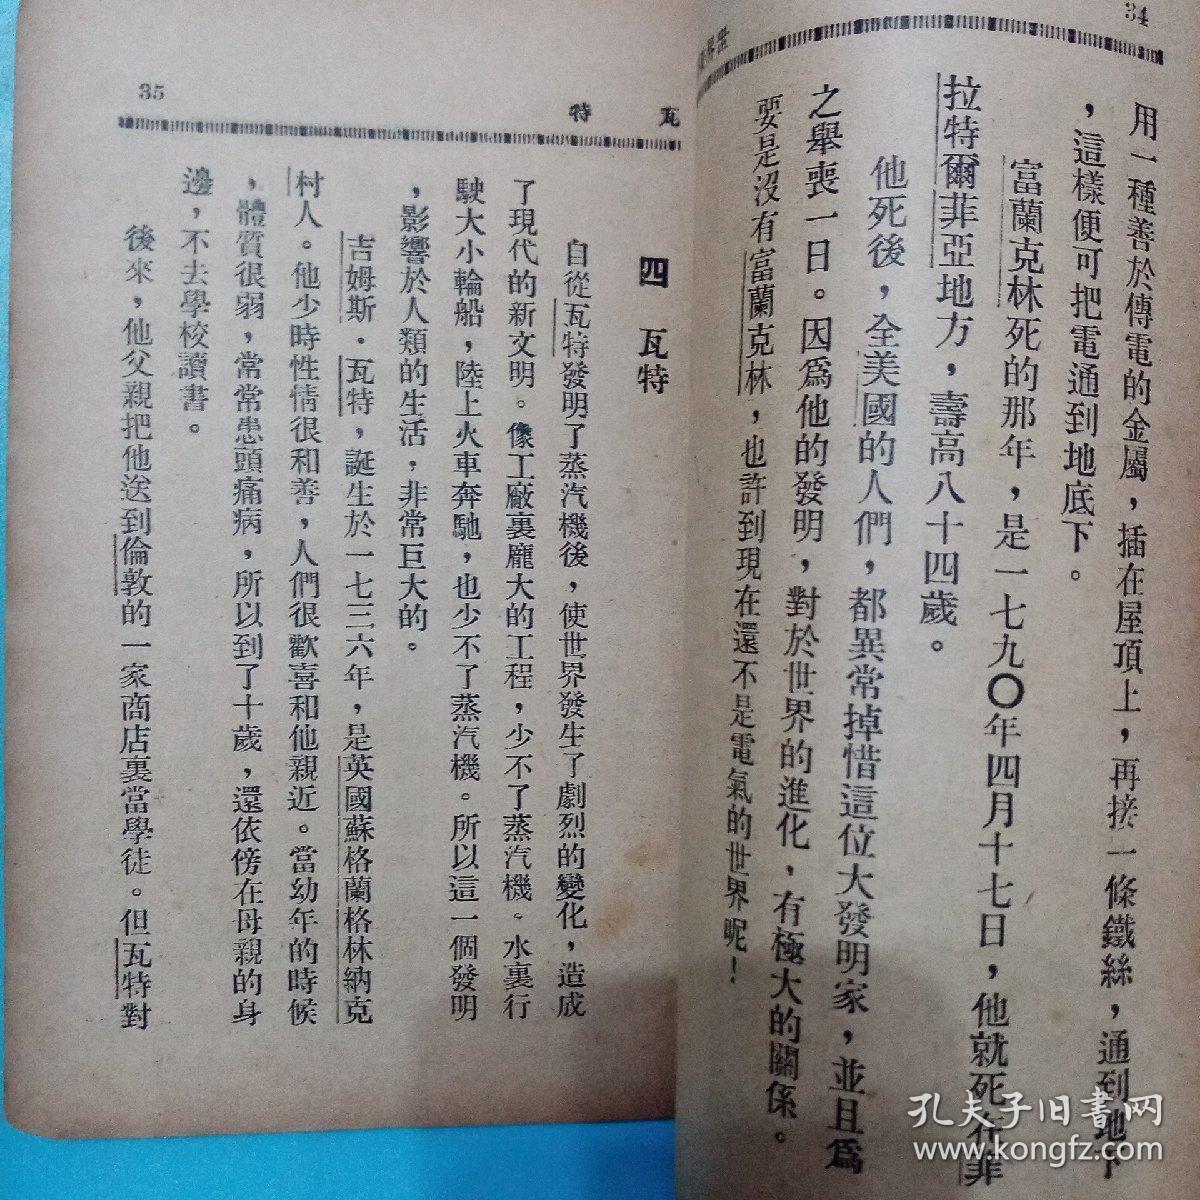 34
用一種善於傳電的金屬，插在屋頂上，再接一條鐵絲，通到地下
，這樣便可把電通到地底下。
富蘭克林死的那年，是一七九〇年四月十七日，他就死在菲
拉特爾菲亞地方，壽高八十四歲。
他死後，全美國的人們，都異常掉惜這位大發明家，並且爲
之舉喪一日。因爲他的發明，對於世界的進化，有極大的關係。
要是沒有富蘭克林，也許到現在還不是電氣的世界呢！
瓦特
35
四 瓦特
自從瓦特發明了蒸汽機後，使世界發生了劇烈的變化，造成
了現代的新文明。像工廠裏龐大的工程，少不了蒸汽機。水裏行
駛大小輪船，陸上火車奔馳，也少不了蒸汽機。所以這一個發明
，影響於人類的生活，非常巨大的。
吉姆斯·瓦特，誕生於一七三六年，是英國蘇格蘭格林納克
村人。他少時性情很和善，人們很歡喜和他親近。當幼年的時候
，體質很弱，常常患頭痛病，所以到了十歲，還依傍在母親的身
邊，不去學校讀書。
後來，他父親把他送到倫敦的一家商店裏當學徒。但瓦特對
孔夫子旧书网
www.kongfz.com